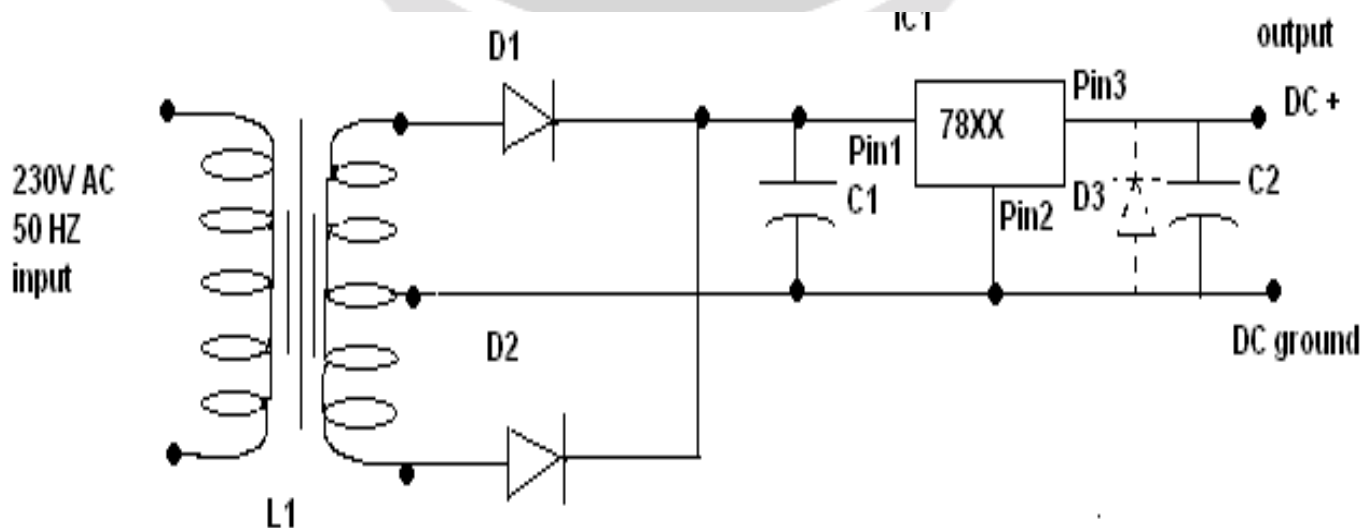 IC1
D1
output
Pin3
DC +
78XX
230V AC
50 HZ
input
Pin1
C1
Pin2
D3
C2
D2
DC ground
L1